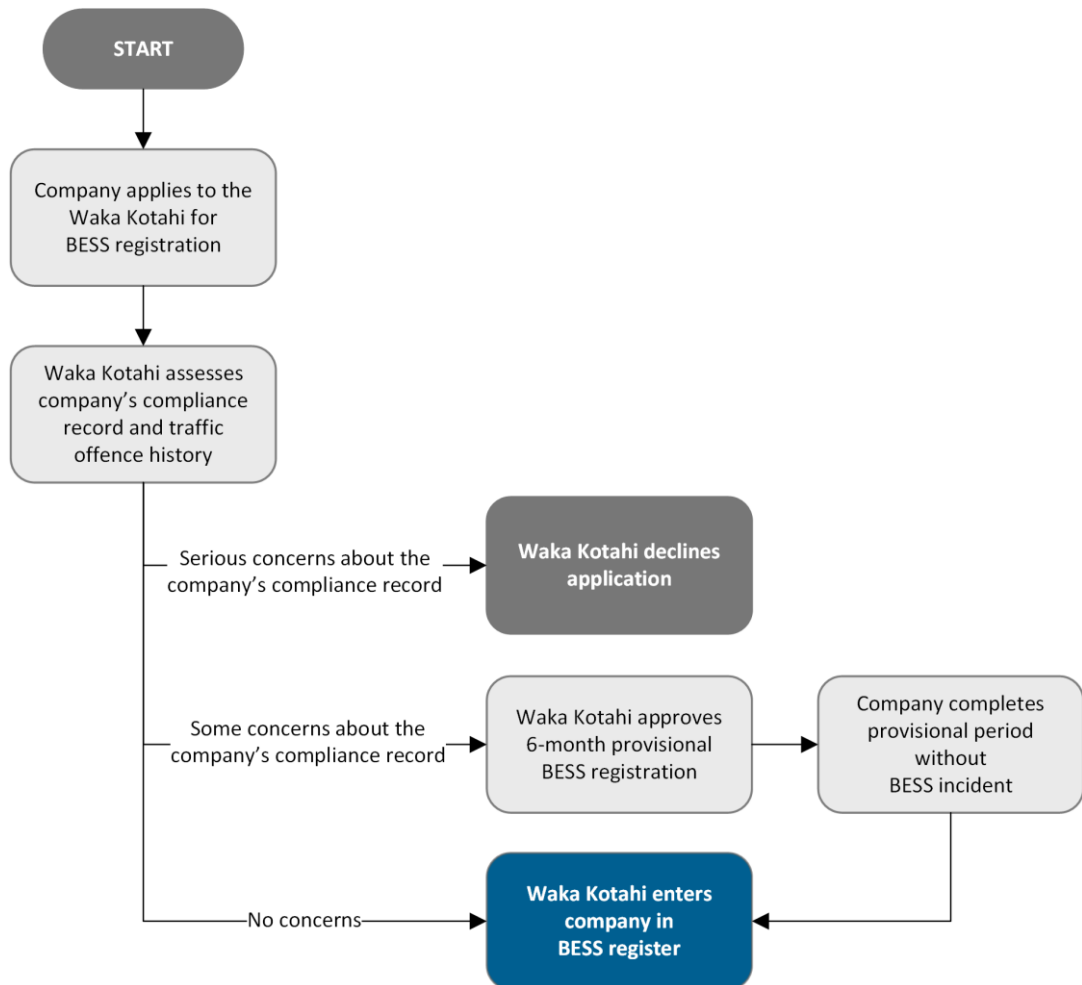 START
Company applies to the
Waka Kotahi for
BESS registration
Waka Kotahi assesses
company’s compliance
record and traffic
offence history
Serious concerns about the
company’s compliance record
Waka Kotahi declines
application
Some concerns about the
company’s compliance record
Waka Kotahi approves
6-month provisional
BESS registration
Company completes
provisional period
without
BESS incident
No concerns
Waka Kotahi enters
company in
BESS register